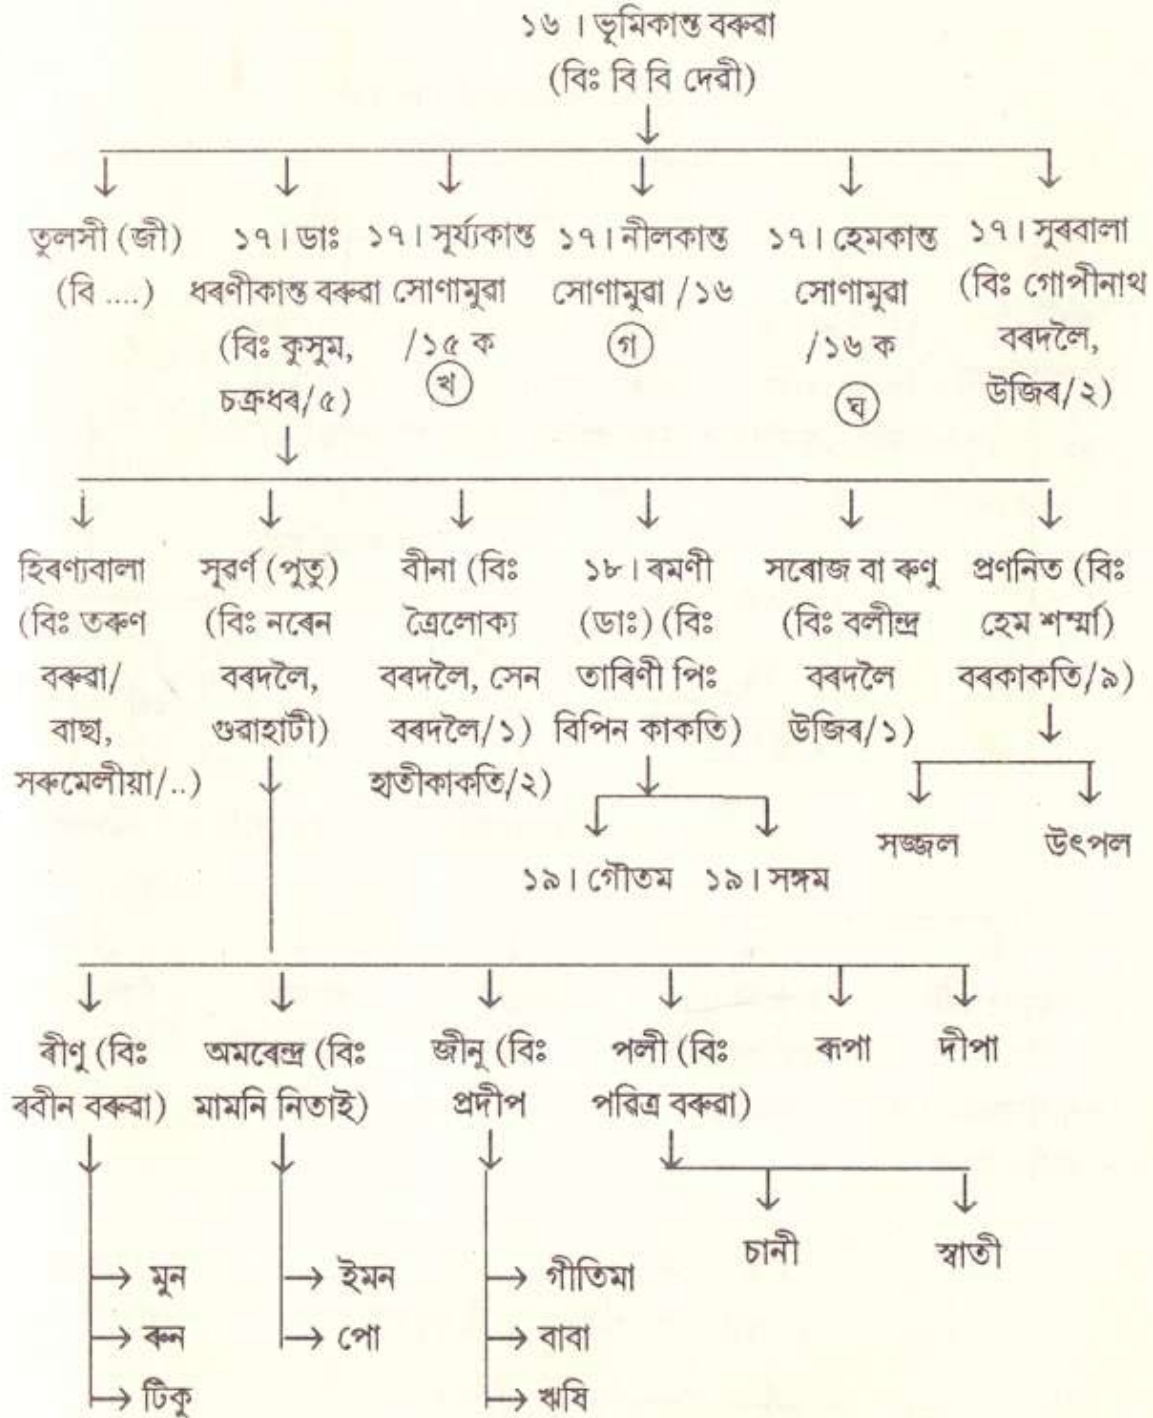 ১৬ । ভূমিকান্ত বৰুৱা
(বিঃ বি বি দেৱী)
তুলসী (জী) ১৭। ডাঃ ১৭। সূৰ্য্যকান্ত ১৭। নীলকান্ত ১৭। হেমকান্ত ১৭। সুৰবালা
(বি ....) ধৰণীকান্ত বৰুৱা সোণামুৱা সোণামুৱা /১৬ সোণামুৱা (বিঃ গোপীনাথ
(বিঃ কুসুম, /১৫ ক গ /১৬ ক বৰদলৈ,
চক্ৰধৰ/৫) খ ঘ উজিৰ/২)
হিৰণ্যবালা সূৱৰ্ণ (পুতু) বীনা (বিঃ ১৮। ৰমণী সৰোজ বা ৰুণু প্ৰণনিত (বিঃ
(বিঃ তৰুণ (বিঃ নৰেন ত্ৰৈলোক্য (ডাঃ) (বিঃ (বিঃ বলীন্দ্ৰ হেম শৰ্ম্মা)
বৰুৱা/ বৰদলৈ, বৰদলৈ, সেন তাৰিণী পিঃ বৰদলৈ বৰকাকতি/৯)
বাছা, গুৱাহাটী) বৰদলৈ/১) বিপিন কাকতি) উজিৰ/১)
সৰুমেলীয়া/..) হাতীকাকতি/২)
সজ্জল উৎপল
১৯। গৌতম ১৯। সঙ্গম
ৰীণু (বিঃ অমৰেন্দ্ৰ (বিঃ জীনু (বিঃ পলী (বিঃ ৰূপা দীপা
ৰবীন বৰুৱা) মামনি নিতাই) প্ৰদীপ পৱিত্ৰ বৰুৱা)
চানী স্বাতী
মুন ইমন গীতিমা
ৰুন পো বাবা
টিকু ঋষি